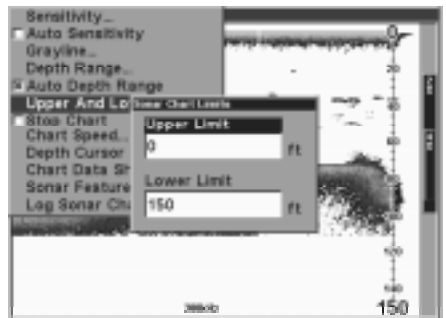 Sensitivity...
Auto Sensitivity
Grayline...
Depth Range...
Auto Depth Range
Upper And Lo
Sonar Chart Limits
Stop Chart
Upper Limit
Chart Speed...
0 ft
Depth Cursor
Chart Data Sh
Lower Limit
Sonar Feature
150 ft
Log Sonar Cha
0
20
150